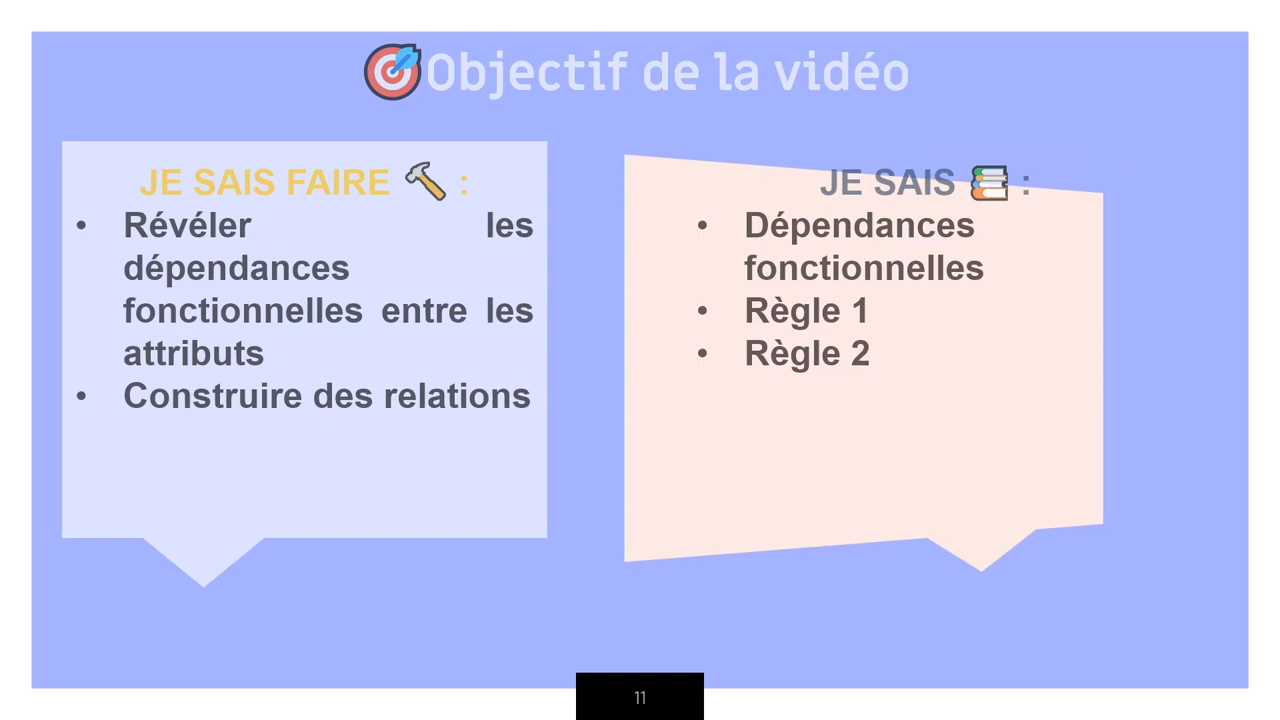 Objectif de la vidéo
JE SAIS FAIRE :
• Révéler les
dépendances
fonctionnelles entre les
attributs
• Construire des relations
JE SAIS :
• Dépendances
fonctionnelles
• Règle 1
• Règle 2
11